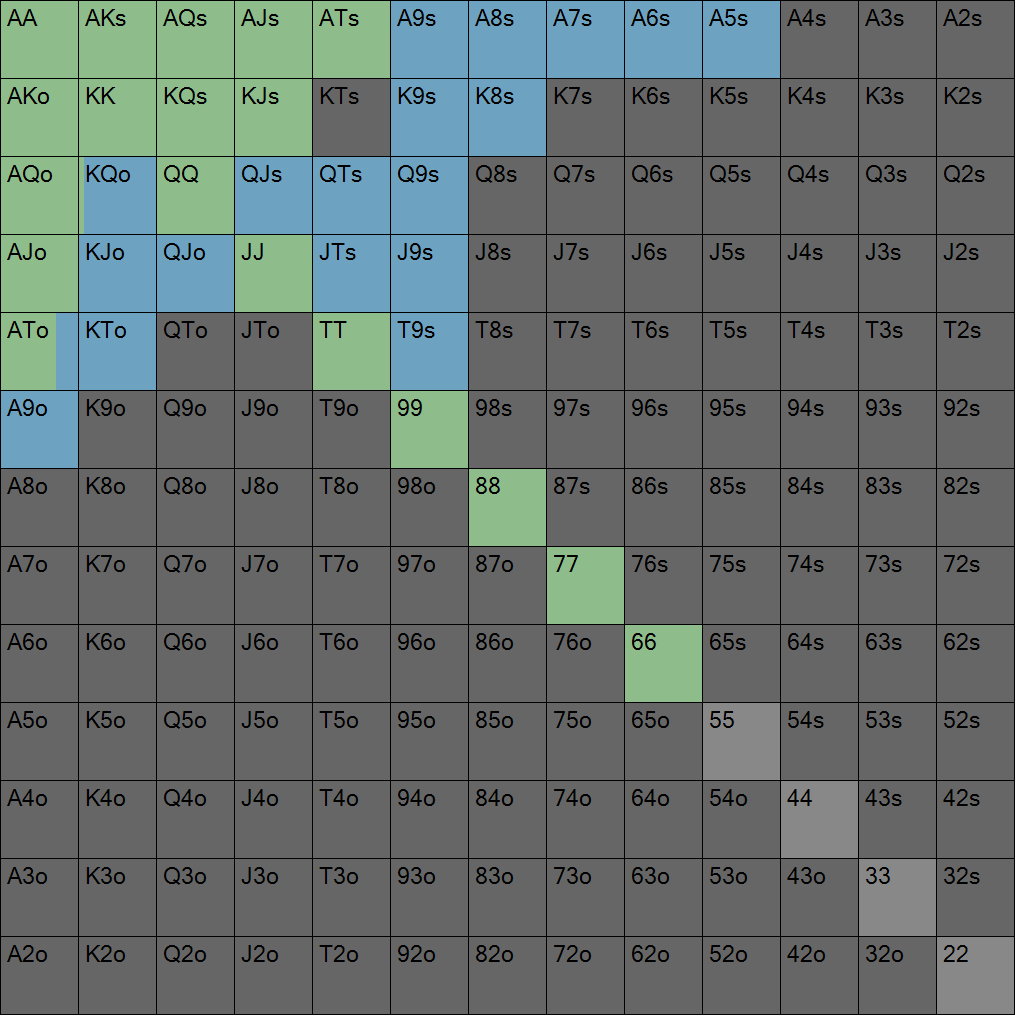 AA AKs AQs AJs ATs A9s A8s A7s A6s A5s A4s A3s A2s
AKo KK KQs KJs KTs K9s K8s K7s K6s K5s K4s K3s K2s
AQo KQo QQ QJs QTs Q9s Q8s Q7s Q6s Q5s Q4s Q3s Q2s
AJo KJo QJo JJ JTs J9s J8s J7s J6s J5s J4s J3s J2s
ATo KTo QTo JTo TT T9s T8s T7s T6s T5s T4s T3s T2s
A9o K9o Q9o J9o T9o 99 98s 97s 96s 95s 94s 93s 92s
A8o K8o Q8o J8o T8o 98o 88 87s 86s 85s 84s 83s 82s
A7o K7o Q7o J7o T7o 97o 87o 77 76s 75s 74s 73s 72s
A6o K6o Q6o J6o T6o 96o 86o 76o 66 65s 64s 63s 62s
A5o K5o Q5o J5o T5o 95o 85o 75o 65o 55 54s 53s 52s
A4o K4o Q4o J4o T4o 94o 84o 74o 64o 54o 44 43s 42s
A3o K3o Q3o J3o T3o 93o 83o 73o 63o 53o 43o 33 32s
A2o K2o Q2o J2o T2o 92o 82o 72o 62o 52o 42o 32o 22